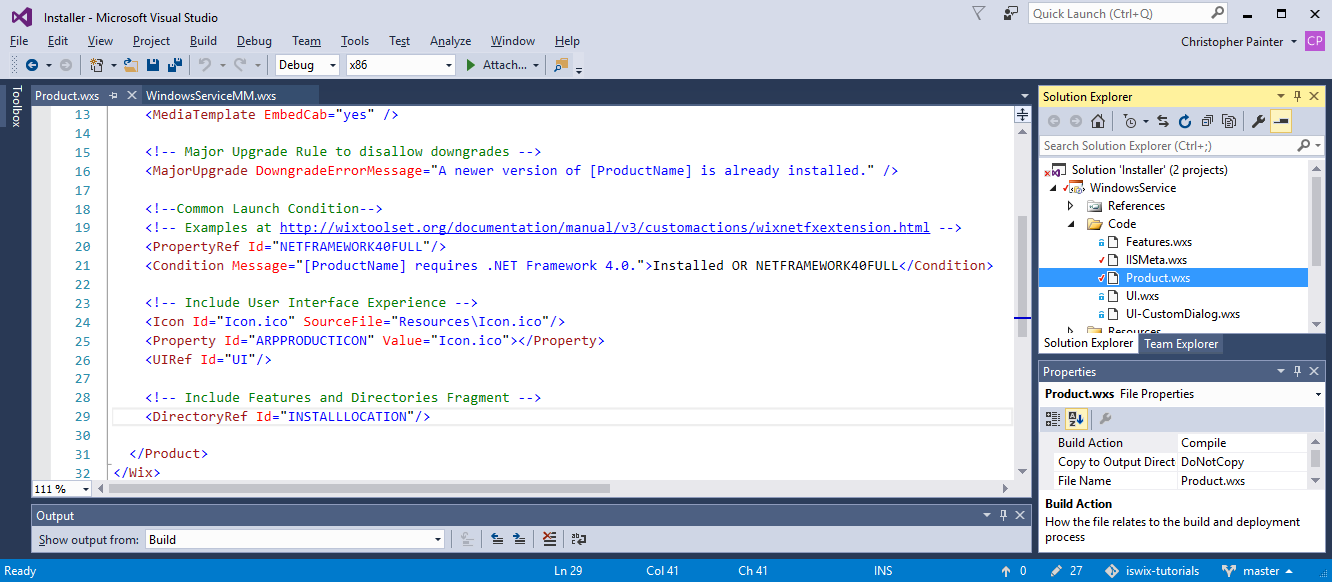 Installer - Microsoft Visual Studio
Quick Launch (Ctrl+Q)
File Edit View Project Build Debug Team Tools Test Analyze Window Help
Christopher Painter CP
Debug x86 Attach...
Toolbox
Product.wxs WindowsServiceMM.wxs
13 <MediaTemplate EmbedCab="yes" />
14
15 <!-- Major Upgrade Rule to disallow downgrades -->
16 <MajorUpgrade DowngradeErrorMessage="A newer version of [ProductName] is already installed." />
17
18 <!--Common Launch Condition-->
19 <!-- Examples at http://wixtoolset.org/documentation/manual/v3/customactions/wixnetfxextension.html -->
20 <PropertyRef Id="NETFRAMEWORK40FULL"/>
21 <Condition Message="[ProductName] requires .NET Framework 4.0.">Installed OR NETFRAMEWORK40FULL</Condition>
22
23 <!-- Include User Interface Experience -->
24 <Icon Id="Icon.ico" SourceFile="Resources\Icon.ico"/>
25 <Property Id="ARPPRODUCTICON" Value="Icon.ico"></Property>
26 <UIRef Id="UI"/>
27
28 <!-- Include Features and Directories Fragment -->
29 <DirectoryRef Id="INSTALLLOCATION"/>
30
31 </Product>
32 </Wix>
111 %
Output
Show output from: Build
Solution Explorer
Search Solution Explorer (Ctrl+;)
Solution 'Installer' (2 projects)
WindowsService
References
Code
Features.wxs
IISMeta.wxs
Product.wxs
UI.wxs
UI-CustomDialog.wxs
Resources
Solution Explorer Team Explorer
Properties
Product.wxs File Properties
Build Action Compile
Copy to Output Direct DoNotCopy
File Name Product.wxs
Build Action
How the file relates to the build and deployment
process
Ready Ln 29 Col 41 Ch 41 INS 0 27 iswix-tutorials master